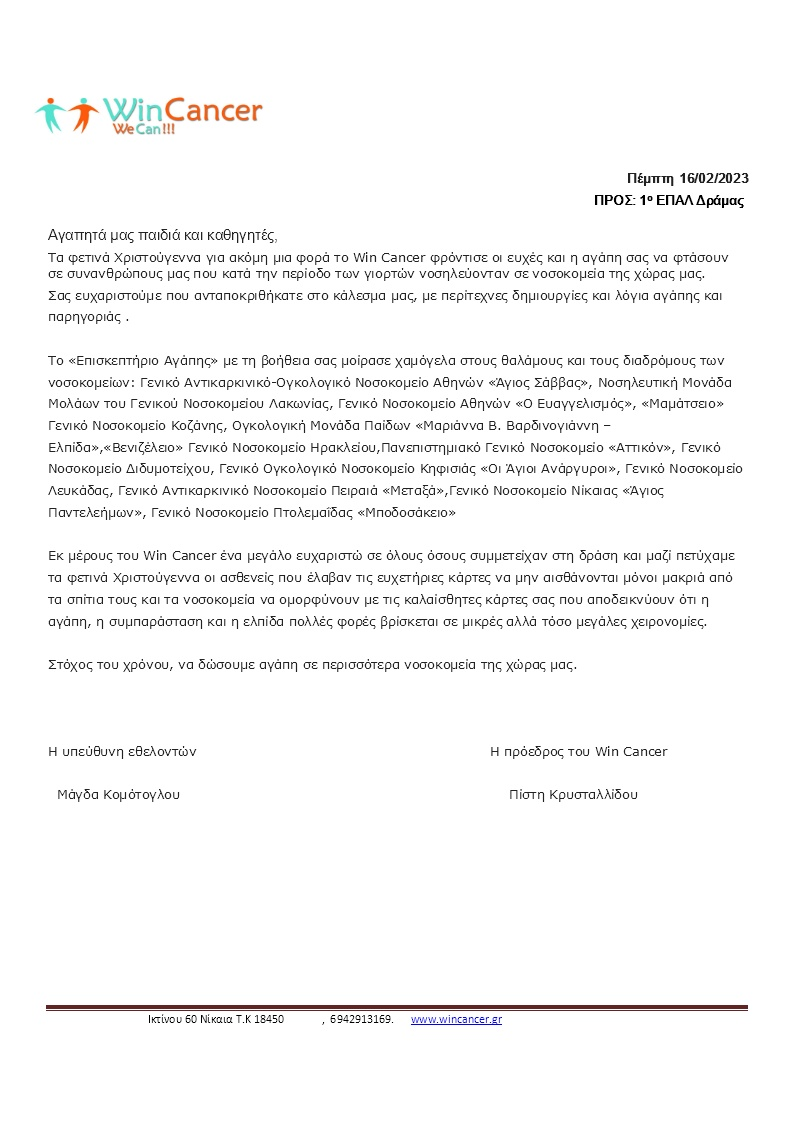 WinCancer
We Can!!!
Πέμπτη 16/02/2023
ΠΡΟΣ: 1ο ΕΠΑΛ Δράμας
Αγαπητά μας παιδιά και καθηγητές,
Τα φετινά Χριστούγεννα για ακόμη μια φορά το Win Cancer φρόντισε οι ευχές και η αγάπη σας να φτάσουν
σε συνανθρώπους μας που κατά την περίοδο των γιορτών νοσηλεύονταν σε νοσοκομεία της χώρας μας.
Σας ευχαριστούμε που ανταποκριθήκατε στο κάλεσμα μας, με περίτεχνες δημιουργίες και λόγια αγάπης και
παρηγοριάς .
Το «Επισκεπτήριο Αγάπης» με τη βοήθεια σας μοίρασε χαμόγελα στους θαλάμους και τους διαδρόμους των
νοσοκομείων: Γενικό Αντικαρκινικό-Ογκολογικό Νοσοκομείο Αθηνών «Άγιος Σάββας», Νοσηλευτική Μονάδα
Μολάων του Γενικού Νοσοκομείου Λακωνίας, Γενικό Νοσοκομείο Αθηνών «Ο Ευαγγελισμός», «Μαμάτσειο»
Γενικό Νοσοκομείο Κοζάνης, Ογκολογική Μονάδα Παίδων «Μαριάννα Β. Βαρδινογιάννη –
Ελπίδα»,«Βενιζέλειο» Γενικό Νοσοκομείο Ηρακλείου,Πανεπιστημιακό Γενικό Νοσοκομείο «Αττικόν», Γενικό
Νοσοκομείο Διδυμοτείχου, Γενικό Ογκολογικό Νοσοκομείο Κηφισιάς «Οι Άγιοι Ανάργυροι», Γενικό Νοσοκομείο
Λευκάδας, Γενικό Αντικαρκινικό Νοσοκομείο Πειραιά «Μεταξά»,Γενικό Νοσοκομείο Νίκαιας «Άγιος
Παντελεήμων», Γενικό Νοσοκομείο Πτολεμαΐδας «Μποδοσάκειο»
Εκ μέρους του Win Cancer ένα μεγάλο ευχαριστώ σε όλους όσους συμμετείχαν στη δράση και μαζί πετύχαμε
τα φετινά Χριστούγεννα οι ασθενείς που έλαβαν τις ευχετήριες κάρτες να μην αισθάνονται μόνοι μακριά από
τα σπίτια τους και τα νοσοκομεία να ομορφύνουν με τις καλαίσθητες κάρτες σας που αποδεικνύουν ότι η
αγάπη, η συμπαράσταση και η ελπίδα πολλές φορές βρίσκεται σε μικρές αλλά τόσο μεγάλες χειρονομίες.
Στόχος του χρόνου, να δώσουμε αγάπη σε περισσότερα νοσοκομεία της χώρας μας.
Η υπεύθυνη εθελοντών Η πρόεδρος του Win Cancer
Μάγδα Κομότογλου Πίστη Κρυσταλλίδου
Ικτίνου 60 Νίκαια Τ.Κ 18450 , 6942913169. www.wincancer.gr